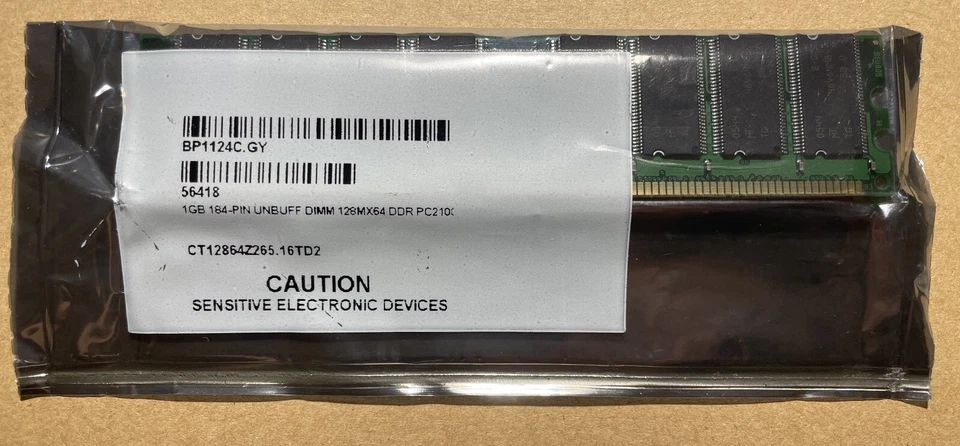 BP1124C.GY
56418
1GB 184-PIN UNBUFF DIMM 128MX64 DDR PC2100
CT12864Z265.16TD2
CAUTION
SENSITIVE ELECTRONIC DEVICES